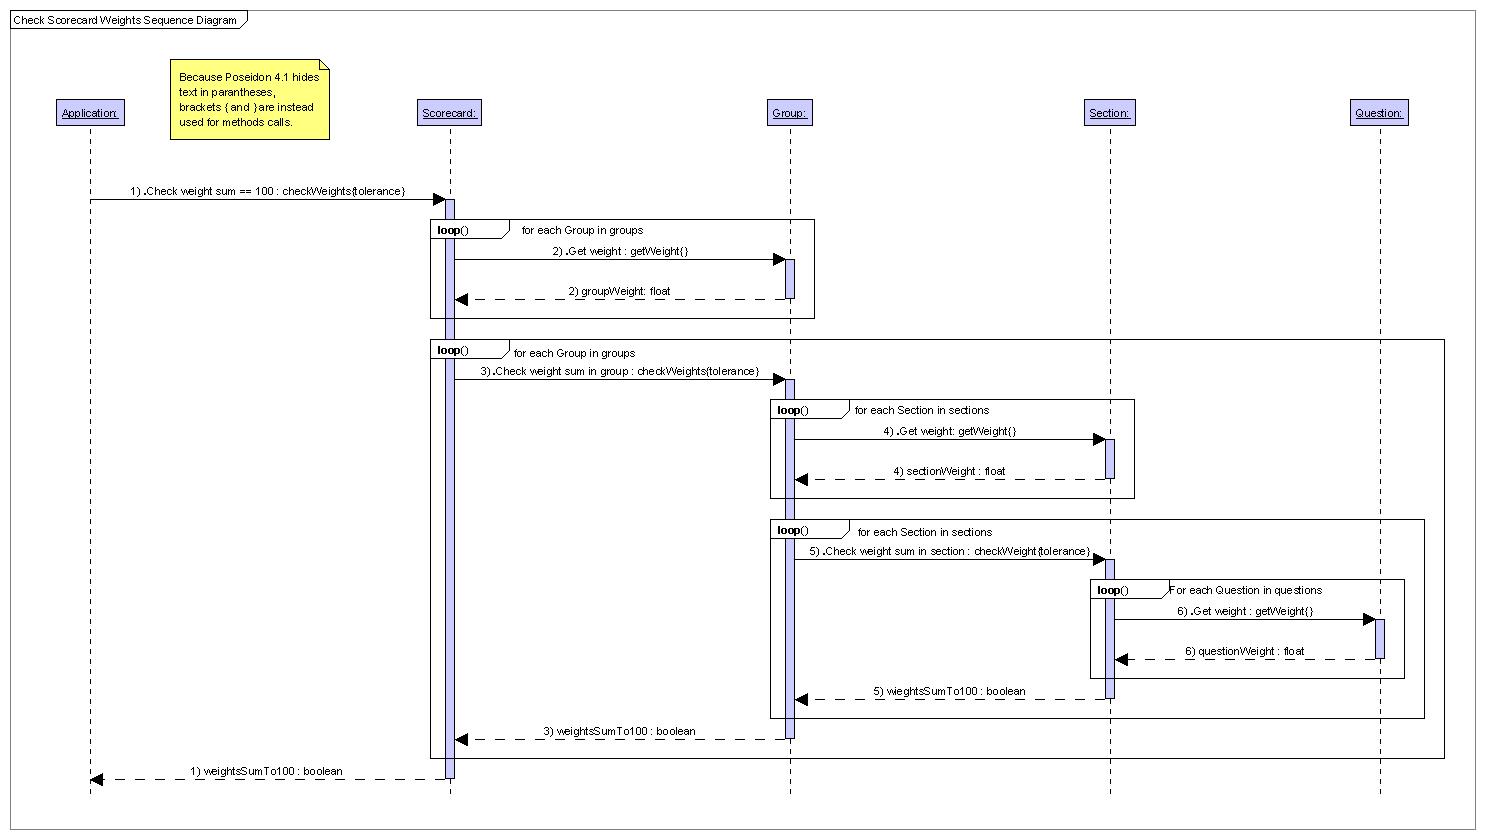 Check Scorecard Weights Sequence Diagram
Because Poseidon 4.1 hides
text in parantheses,
brackets { and } are instead
used for methods calls.
Application:
Scorecard:
Group:
Section:
Question:
1) .Check weight sum == 100 : checkWeights{tolerance}
loop()
for each Group in groups
2) .Get weight : getWeight{}
2) groupWeight: float
loop()
for each Group in groups
3).Check weight sum in group : checkWeights{tolerance}
loop()
for each Section in sections
4) .Get weight: getWeight{}
4) sectionWeight : float
loop()
for each Section in sections
5) .Check weight sum in section : checkWeight{tolerance}
loop()
For each Question in questions
6) .Get weight : getWeight{}
6) questionWeight : float
5) wieghtsSumTo100 : boolean
3) weightsSumTo100 : boolean
1) weightsSumTo100 : boolean